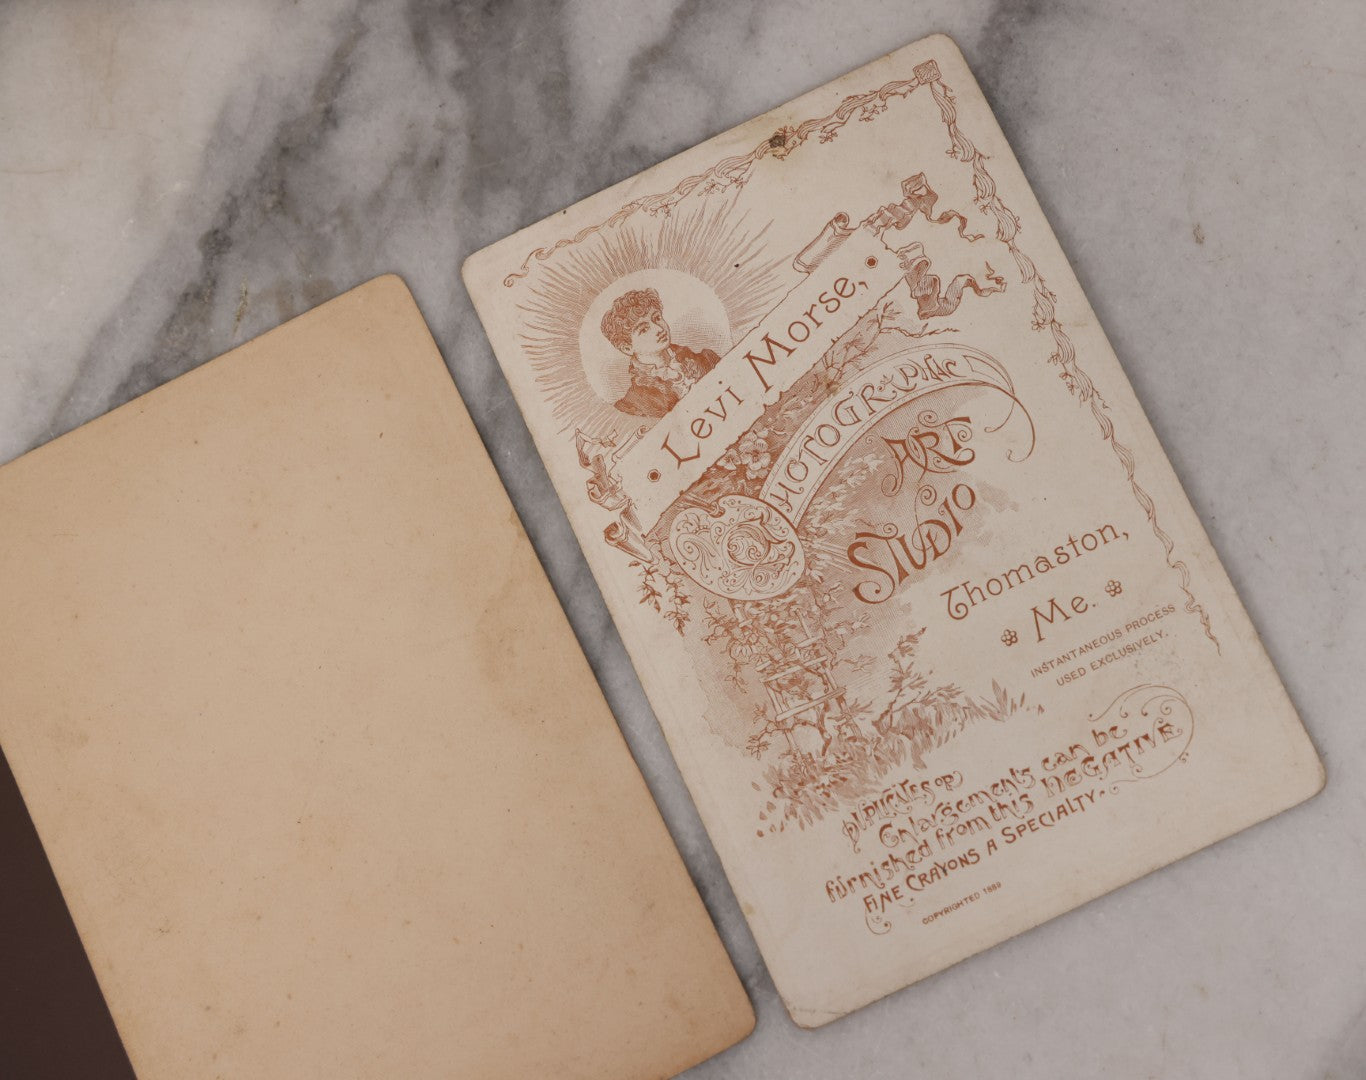 Levi Morse,
PHOTOGRAPHIC
ART
STUDIO
Thomaston,
Me.
INSTANTANEOUS PROCESS
USED EXCLUSIVELY.
DUPLICATES OR
Enlargements can be
furnished from this NEGATIVE
FINE CRAYONS A SPECIALTY.
COPYRIGHTED 1889